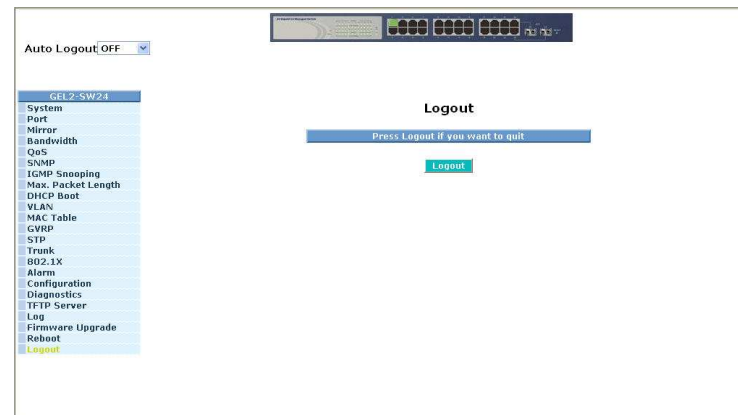 Auto Logout OFF
GEL2-SW24
System
Port
Mirror
Bandwidth
QoS
SNMP
IGMP Snooping
Max. Packet Length
DHCP Boot
VLAN
MAC Table
GVRP
STP
Trunk
802.1X
Alarm
Configuration
Diagnostics
TFTP Server
Log
Firmware Upgrade
Reboot
Logout
Logout
Press Logout if you want to quit
Logout